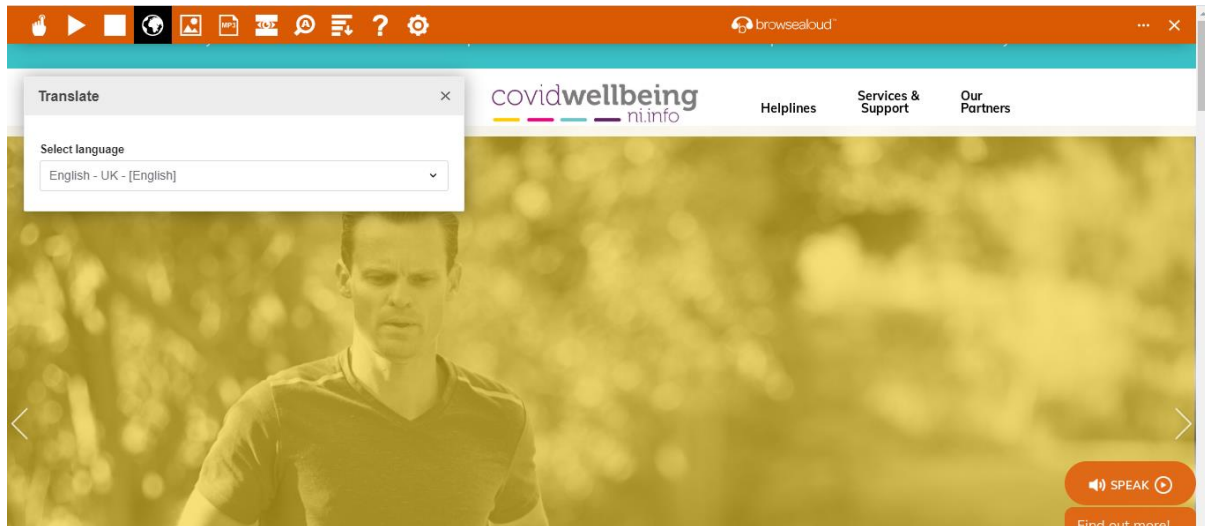 MP3
browsealoud
Translate
Select language
English - UK - [English]
covidwellbeing
ni.info
Helplines
Services &
Support
Our
Partners
SPEAK
Find out more!